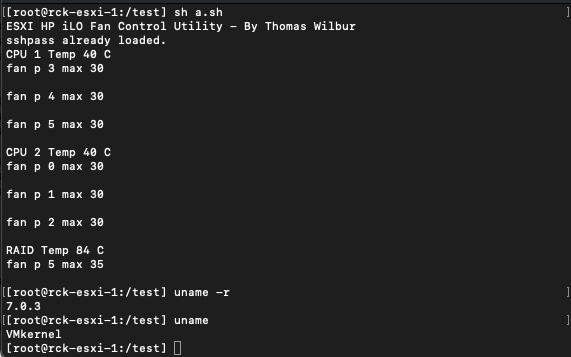 [[root@rck-esxi-1:/test] sh a.sh ]
ESXI HP iLO Fan Control Utility - By Thomas Wilbur
sshpass already loaded.
CPU 1 Temp 40 C
fan p 3 max 30
fan p 4 max 30
fan p 5 max 30
CPU 2 Temp 40 C
fan p 0 max 30
fan p 1 max 30
fan p 2 max 30
RAID Temp 84 C
fan p 5 max 35
[[root@rck-esxi-1:/test] uname -r ]
7.0.3
[[root@rck-esxi-1:/test] uname ]
VMkernel
[root@rck-esxi-1:/test]